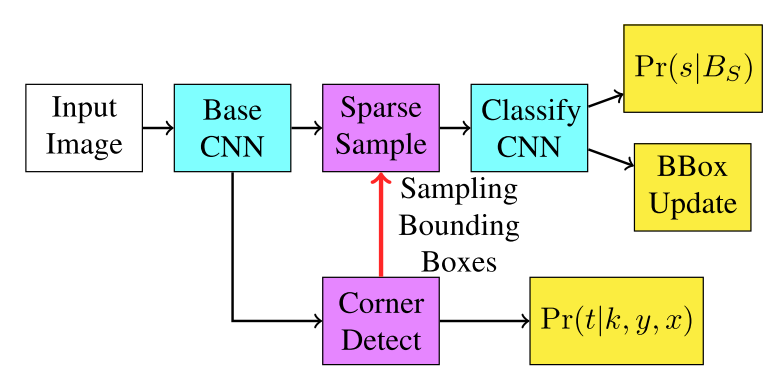 Input
Image
Base
CNN
Sparse
Sample
Classify
CNN
Pr(s|B_S)
BBox
Update
Sampling
Bounding
Boxes
Corner
Detect
Pr(t|k, y, x)